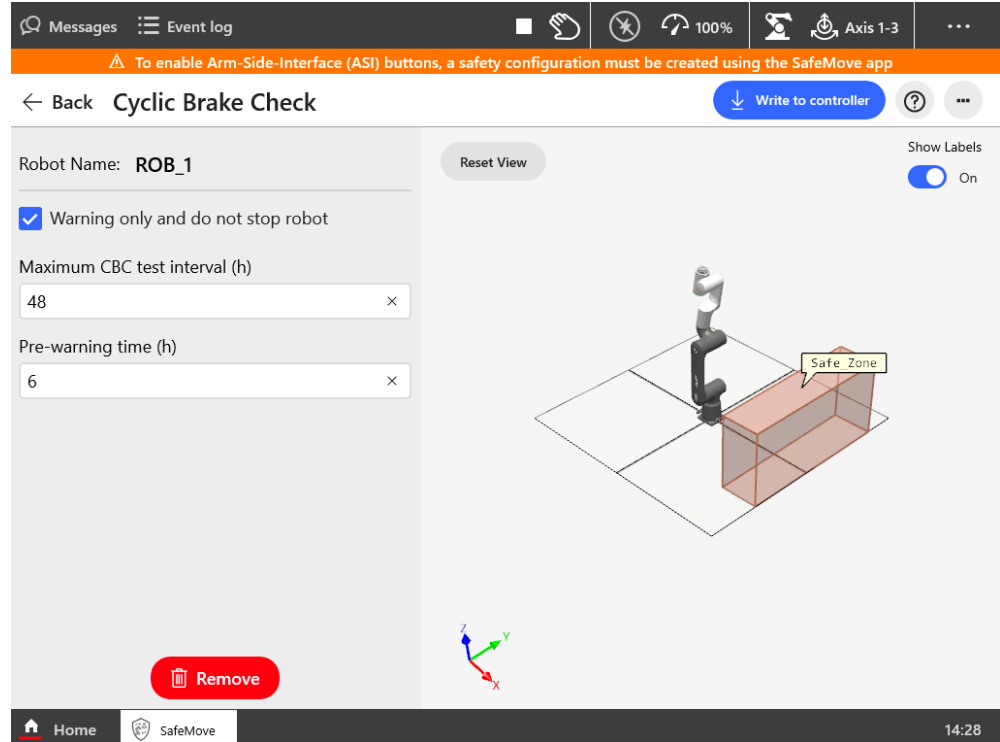 Messages Event log 100% Axis 1-3 ...
To enable Arm-Side-Interface (ASI) buttons, a safety configuration must be created using the SafeMove app
Back Cyclic Brake Check Write to controller ? ...
Robot Name: ROB_1
Reset View
Show Labels
On
Warning only and do not stop robot
Maximum CBC test interval (h)
48 ×
Pre-warning time (h)
6 ×
Safe_Zone
Z
Y
X
Remove
Home SafeMove 14:28